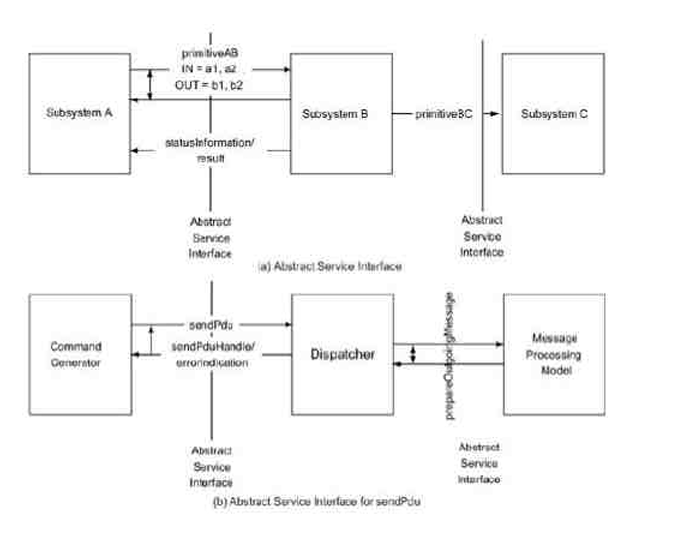 primitiveAB
IN = a1, a2
OUT = b1, b2
Subsystem A
Subsystem B
primitiveBC
Subsystem C
statusInformation/
result
Abstract
Service
Interface
Abstract
Service
Interface
(a) Abstract Service Interface
sendPdu
Command
Generator
sendPduHandle/
errorIndication
Dispatcher
prepareOutgoingMessage
Message
Processing
Model
Abstract
Service
Interface
Abstract
Service
Interface
(b) Abstract Service Interface for sendPdu